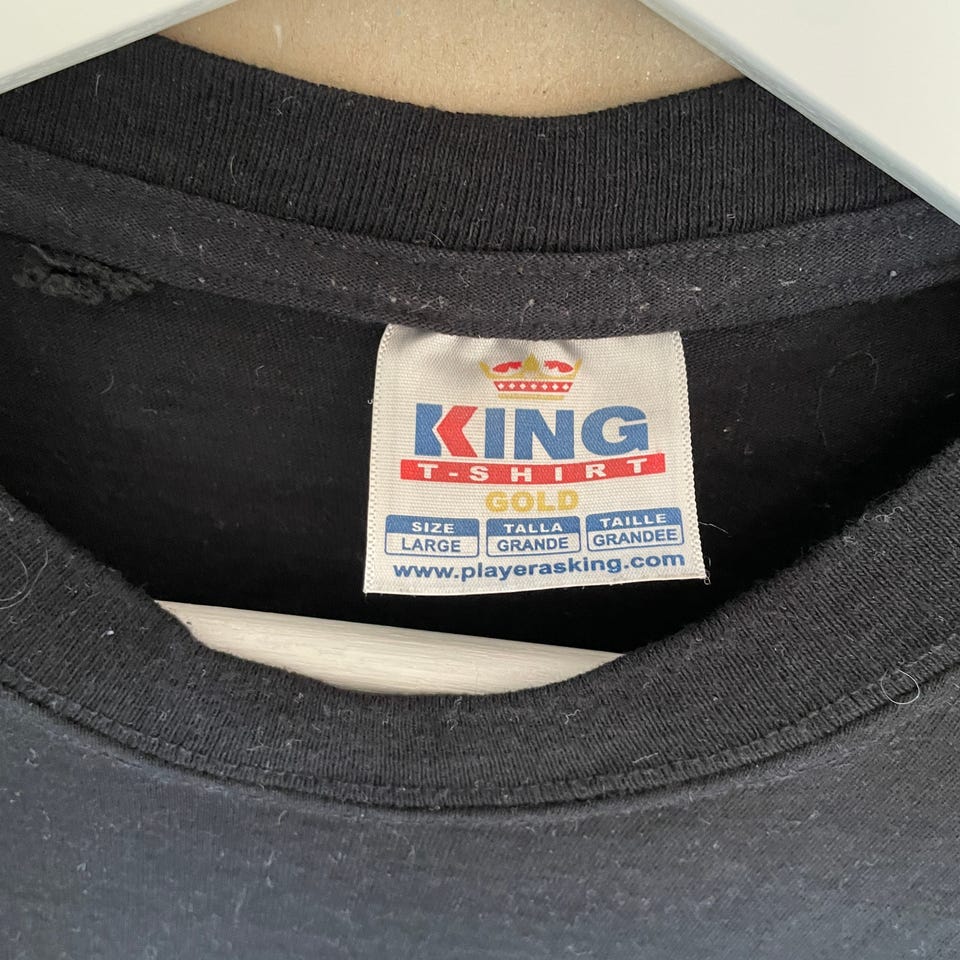 KING
T-SHIRT
GOLD
SIZE TALLA TAILLE
LARGE GRANDE GRANDEE
www.playerasking.com